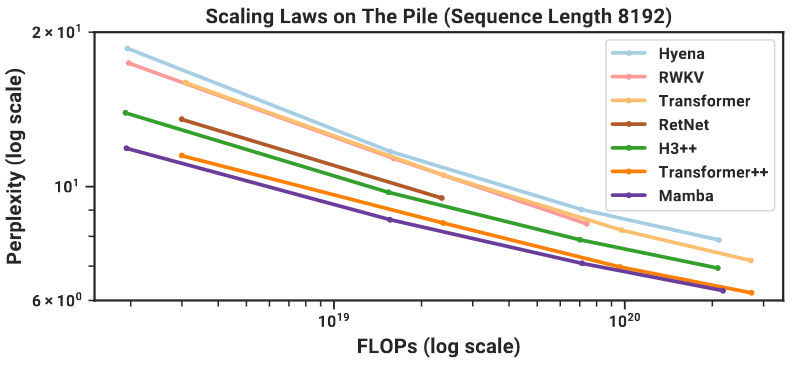 Scaling Laws on The Pile (Sequence Length 8192)
2 × 10¹
10¹
6 × 10⁰
Perplexity (log scale)
Hyena
RWKV
Transformer
RetNet
H3++
Transformer++
Mamba
10¹⁹
10²⁰
FLOPs (log scale)